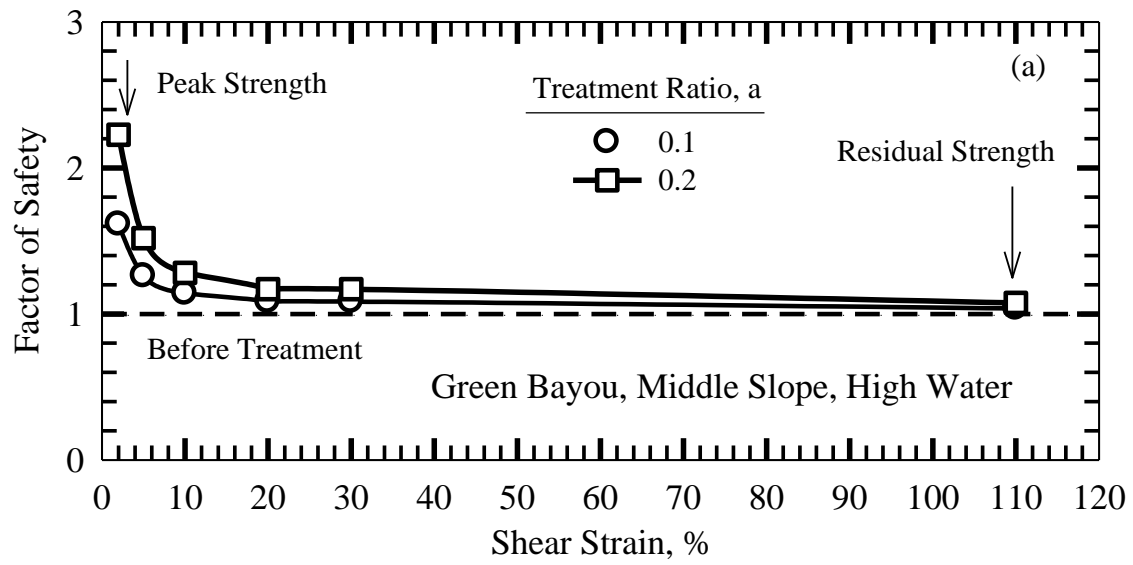 3
(a)
Peak Strength
Treatment Ratio, a
0.1
Residual Strength
2
0.2
Factor of Safety
1
Before Treatment
Green Bayou, Middle Slope, High Water
0
0 10 20 30 40 50 60 70 80 90 100 110 120
Shear Strain, %